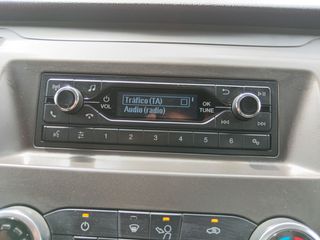 Tráfico (TA)
Audio (radio)
VOL
OK
TUNE
1 2 3 4 5 6